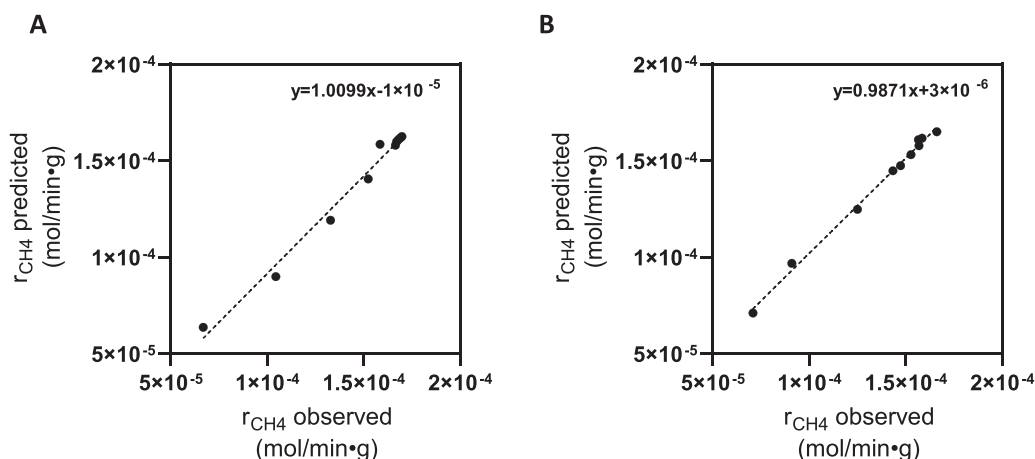 A
2×10⁻⁴
1.5×10⁻⁴
1×10⁻⁴
5×10⁻⁵
y=1.0099x-1×10 ⁻⁵
r_CH4 predicted
(mol/min•g)
5×10⁻⁵ 1×10⁻⁴ 1.5×10⁻⁴ 2×10⁻⁴
r_CH4 observed
(mol/min•g)
B
2×10⁻⁴
1.5×10⁻⁴
1×10⁻⁴
5×10⁻⁵
y=0.9871x+3×10 ⁻⁶
r_CH4 predicted
(mol/min•g)
5×10⁻⁵ 1×10⁻⁴ 1.5×10⁻⁴ 2×10⁻⁴
r_CH4 observed
(mol/min•g)